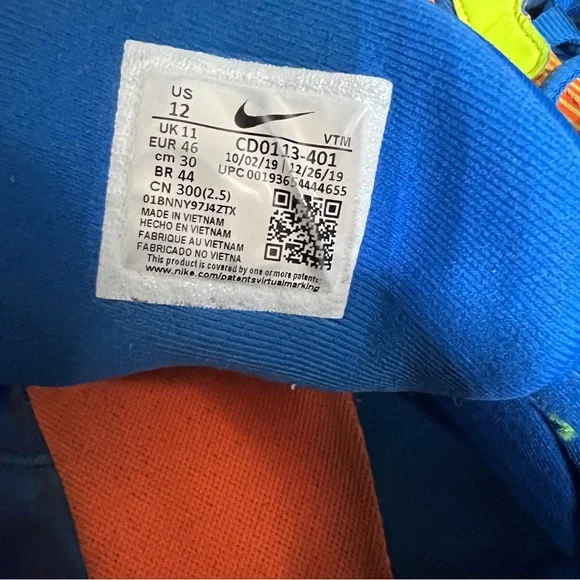 US
12
UK 11
EUR 46
cm 30
BR 44
CN 300(2.5)
VTM
CD0113-401
10/02/19 12/26/19
UPC 00193654444655
01BNNY97J4ZTX
MADE IN VIETNAM
HECHO EN VIETNAM
FABRIQUE AU VIETNAM
FABRICADO NO VIETNA
This product is covered by one or more patents:
www.nike.com/patentsvirtualmarking